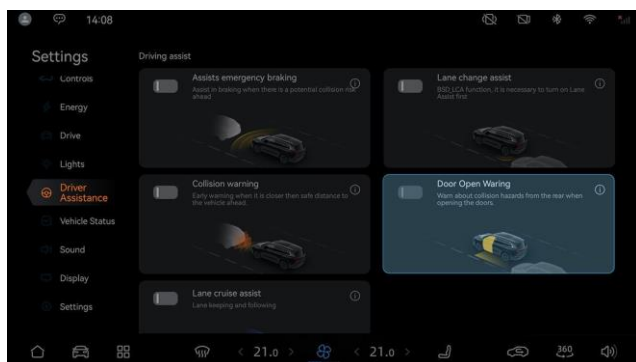 14:08
Settings
Driving assist
Controls
Energy
Drive
Lights
Driver
Assistance
Vehicle Status
Sound
Display
Settings
Assists emergency braking
Assist in braking when there is a potential collision risk
ahead
Lane change assist
BSD,LCA function, it is necessary to turn on Lane
Assist first
Collision warning
Early warning when it is closer then safe distance to
the vehicle ahead.
Door Open Waring
Warn about collision hazards from the rear when
opening the doors.
Lane cruise assist
Lane keeping and following
< 21.0 >
< 21.0 >
360